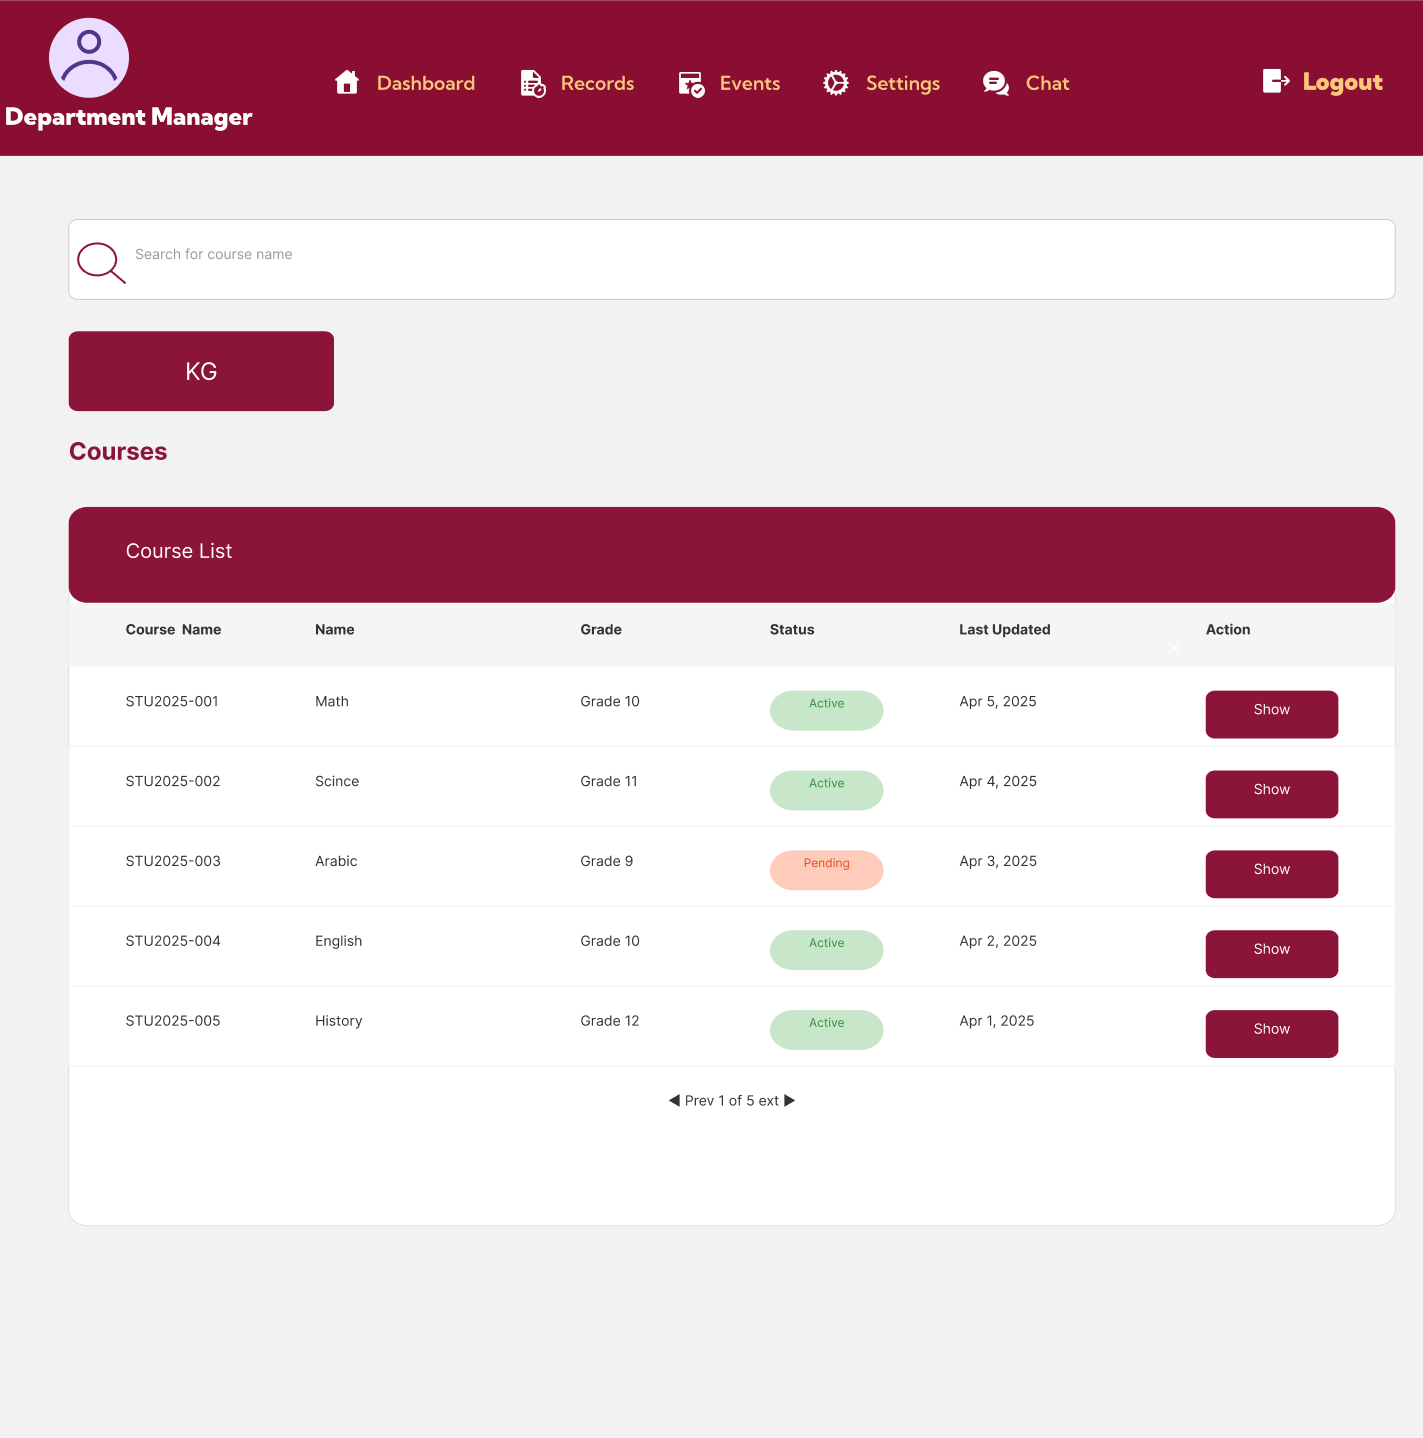 Department Manager
Dashboard
Records
Events
Settings
Chat
Logout
Search for course name
KG
Courses
Course List
Course Name Name Grade Status Last Updated Action
×
STU2025-001 Math Grade 10 Active Apr 5, 2025 Show
STU2025-002 Scince Grade 11 Active Apr 4, 2025 Show
STU2025-003 Arabic Grade 9 Pending Apr 3, 2025 Show
STU2025-004 English Grade 10 Active Apr 2, 2025 Show
STU2025-005 History Grade 12 Active Apr 1, 2025 Show
◀ Prev 1 of 5 ext ▶